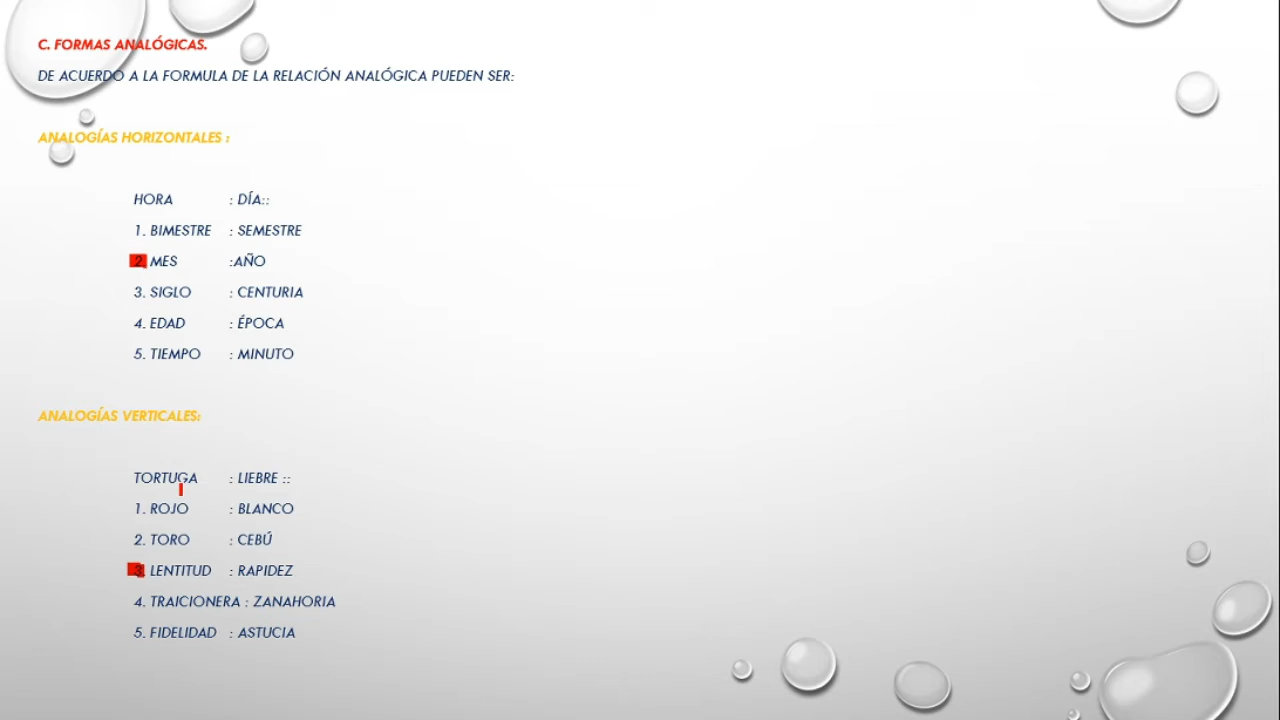 C. FORMAS ANALÓGICAS.
DE ACUERDO A LA FORMULA DE LA RELACIÓN ANALÓGICA PUEDEN SER:
ANALOGÍAS HORIZONTALES :
HORA : DÍA::
1. BIMESTRE : SEMESTRE
2. MES :AÑO
3. SIGLO : CENTURIA
4. EDAD : ÉPOCA
5. TIEMPO : MINUTO
ANALOGÍAS VERTICALES:
TORTUGA : LIEBRE ::
1. ROJO : BLANCO
2. TORO : CEBÚ
3. LENTITUD : RAPIDEZ
4. TRAICIONERA : ZANAHORIA
5. FIDELIDAD : ASTUCIA